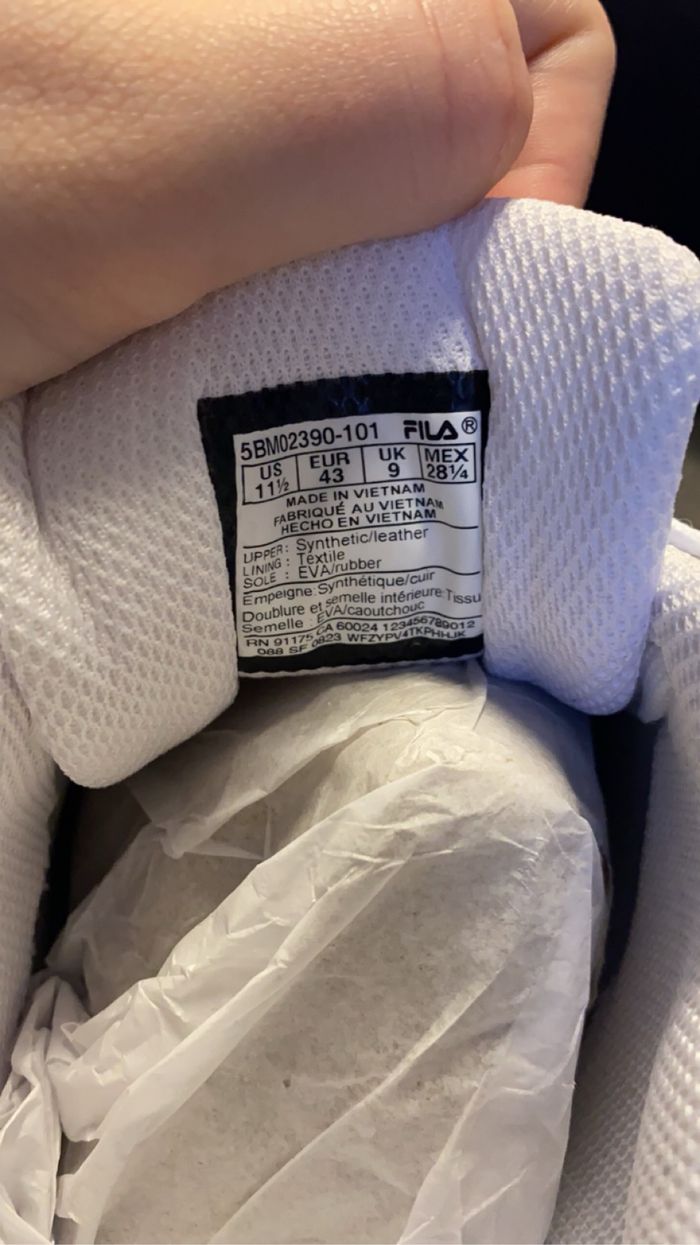 5BM02390-101 FILA®
US EUR UK MEX
11½ 43 9 28¼
MADE IN VIETNAM
FABRIQUÉ AU VIETNAM
HECHO EN VIETNAM
UPPER: Synthetic/leather
LINING: Textile
SOLE : EVA/rubber
Empeigne:Synthétique/cuir
Doublure et semelle intérieure:Tissu
Semelle :EVA/caoutchouc
RN 91175 CA 60024 123456789012
088 SF 0823 WFZYPV4TKPHHJK